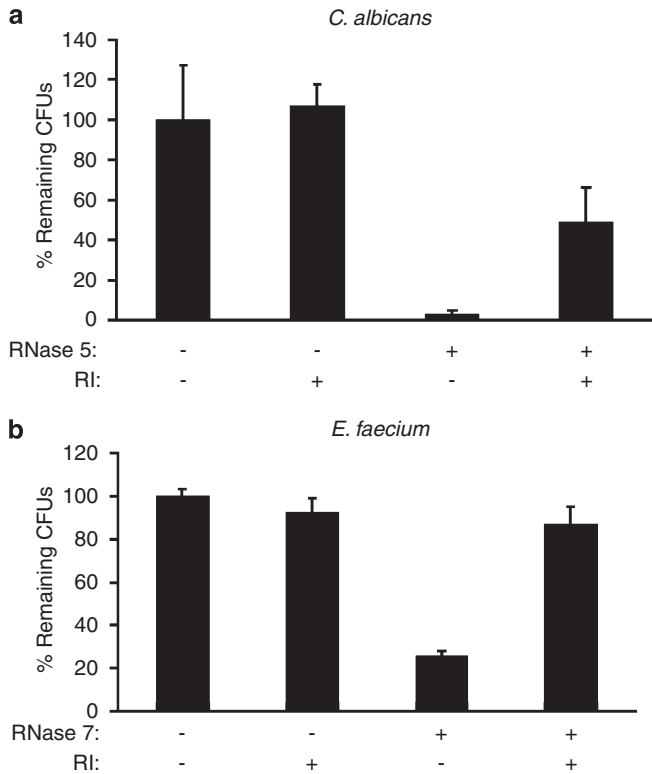 a
C. albicans
% Remaining CFUs
140
120
100
80
60
40
20
0
RNase 5: - - + +
RI: - + - +
b
E. faecium
% Remaining CFUs
120
100
80
60
40
20
0
RNase 7: - - + +
RI: - + - +